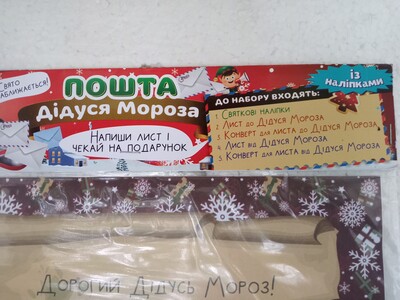 СВЯТО
НАБЛИЖАЄТЬСЯ!
ПОШТА
Дідуся Мороза
Напиши лист і
чекай на подарунок
із
наліпками
До набору входять:
1 Святкові наліпки
2 Лист до Дідуся Мороза
3 Конверт для листа до Дідуся Мороза
4 Лист від Дідуся Мороза
5 Конверт для листа від Дідуся Мороза
Дорогий Дідусь Мороз!